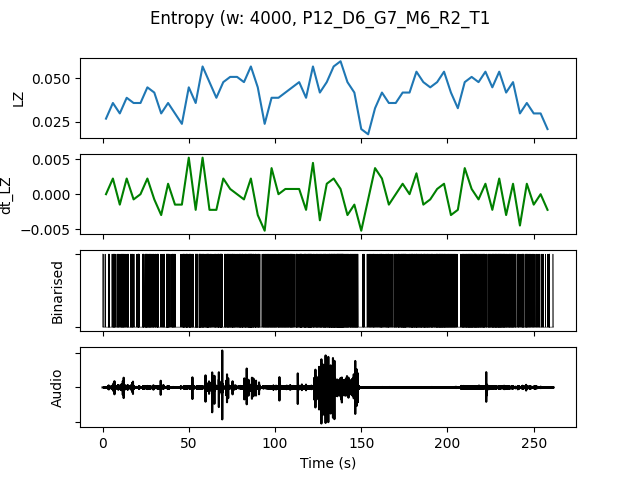 Entropy (w: 4000, P12_D6_G7_M6_R2_T1
LZ
0.050
0.025
dt_LZ
0.005
0.000
−0.005
Binarised
Audio
0 50 100 150 200 250
Time (s)